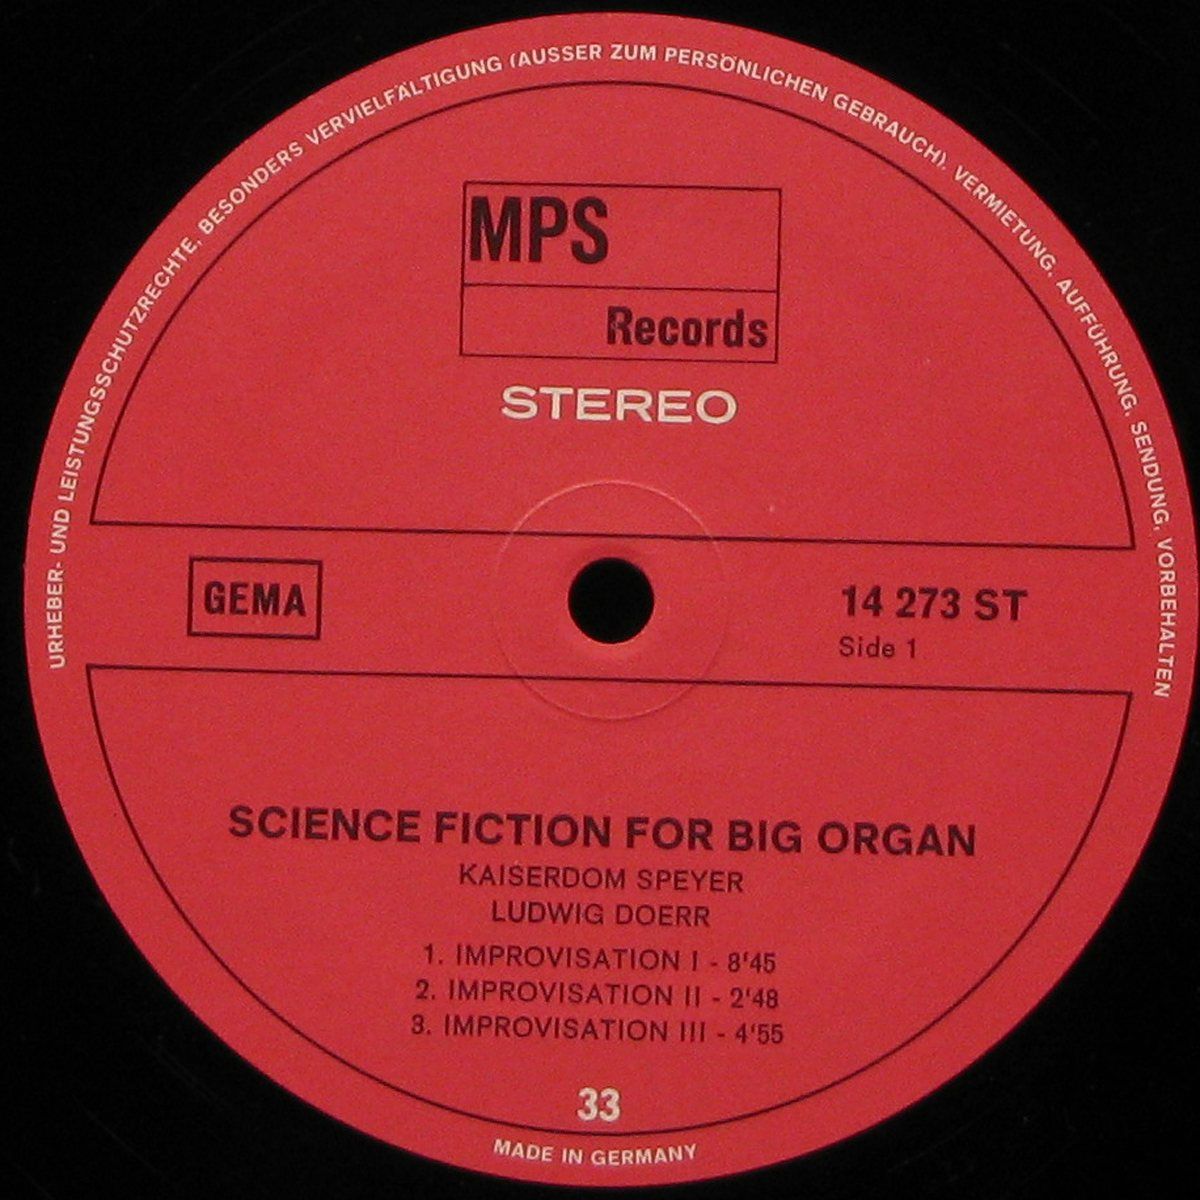 URHEBER- UND LEISTUNGSSCHUTZRECHTE, BESONDERS VERVIELFÄLTIGUNG (AUSSER ZUM PERSÖNLICHEN GEBRAUCH), VERMIETUNG, AUFFÜHRUNG, SENDUNG, VORBEHALTEN
MPS
Records
STEREO
GEMA
14 273 ST
Side 1
SCIENCE FICTION FOR BIG ORGAN
KAISERDOM SPEYER
LUDWIG DOERR
1. IMPROVISATION I - 8'45
2. IMPROVISATION II - 2'48
3. IMPROVISATION III - 4'55
33
MADE IN GERMANY